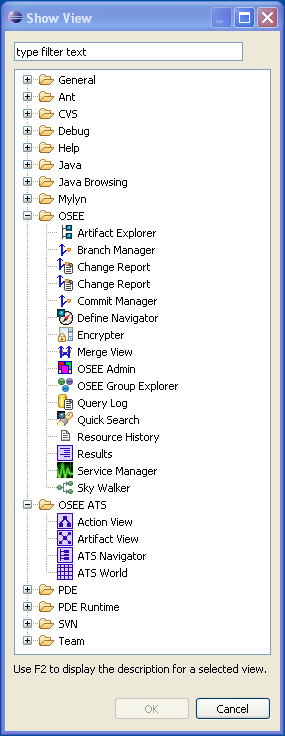 Show View
type filter text
General
Ant
CVS
Debug
Help
Java
Java Browsing
Mylyn
OSEE
Artifact Explorer
Branch Manager
Change Report
Change Report
Commit Manager
Define Navigator
Encrypter
Merge View
OSEE Admin
OSEE Group Explorer
Query Log
Quick Search
Resource History
Results
Service Manager
Sky Walker
OSEE ATS
Action View
Artifact View
ATS Navigator
ATS World
PDE
PDE Runtime
SVN
Team
Use F2 to display the description for a selected view.
OK Cancel